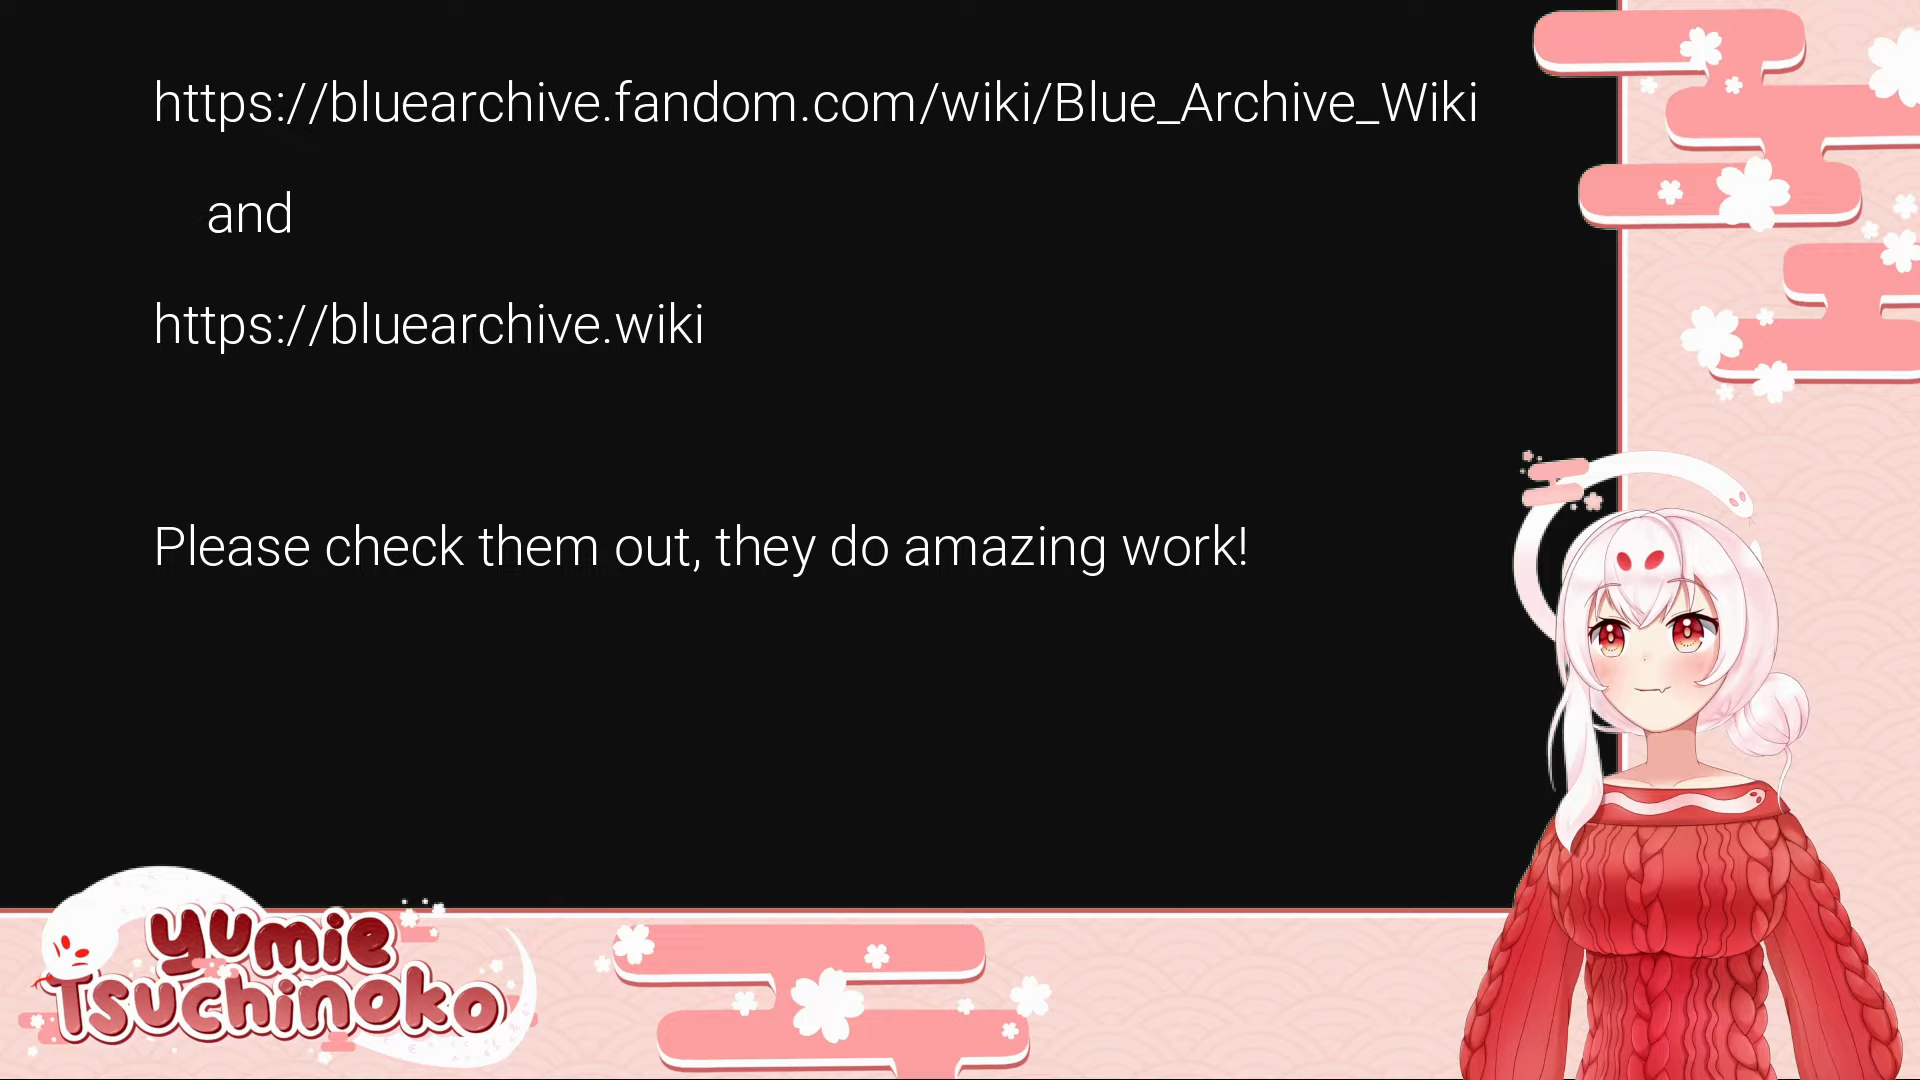 https://bluearchive.fandom.com/wiki/Blue_Archive_Wiki
and
https://bluearchive.wiki
Please check them out, they do amazing work!
yumie
Tsuchinoko